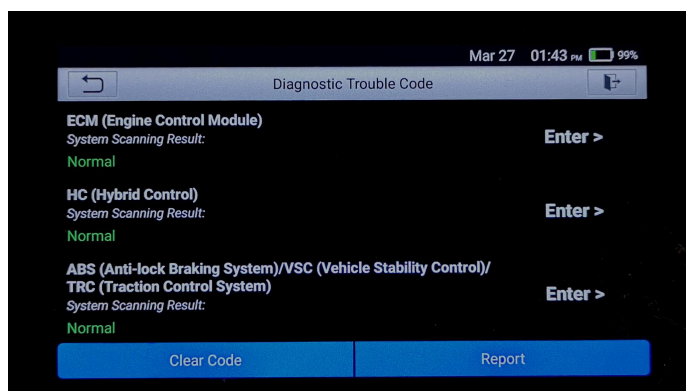 Mar 27 01:43 PM 99%
Diagnostic Trouble Code
ECM (Engine Control Module)
System Scanning Result:
Enter >
Normal
HC (Hybrid Control)
System Scanning Result:
Enter >
Normal
ABS (Anti-lock Braking System)/VSC (Vehicle Stability Control)/
TRC (Traction Control System)
System Scanning Result:
Enter >
Normal
Clear Code
Report